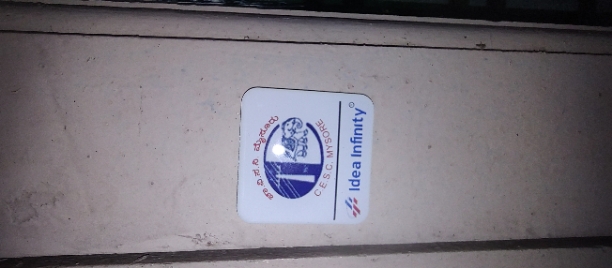 ಚಾ.ವಿ.ಸ.ನಿ ಮೈಸೂರು
C.E.S.C. MYSORE
Idea Infinity